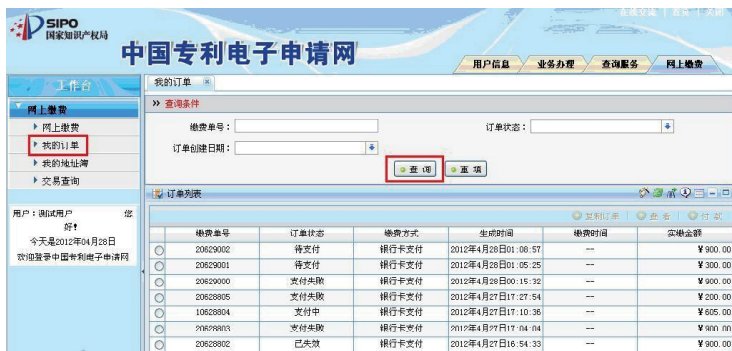 SIPO
国家知识产权局
中国专利电子申请网
用户信息 业务办理 查询服务 网上缴费
工作台
我的订单
网上缴费
网上缴费
我的订单
我的地址簿
交易查询
用户：测试用户 您
好!
今天是2012年04月28日
欢迎登录中国专利电子申请网
» 查询条件
缴费单号： 订单状态：
订单创建日期：
查询 重填
订单列表
复制订单 查看 付款
缴费单号 订单状态 缴费方式 生成时间 缴费时间 实缴金额
20629002 待支付 银行卡支付 2012年4月28日01:08:57 -- ¥900.00
20629001 待支付 银行卡支付 2012年4月28日01:05:25 -- ¥300.00
20629000 支付失败 银行卡支付 2012年4月28日00:15:32 -- ¥900.00
20628805 支付失败 银行卡支付 2012年4月27日17:27:54 -- ¥200.00
10628804 支付中 银行卡支付 2012年4月27日17:10:36 -- ¥605.00
20628803 支付失败 银行卡支付 2012年4月27日17:04:04 -- ¥900.00
20628802 已失效 银行卡支付 2012年4月27日16:54:33 -- ¥900.00